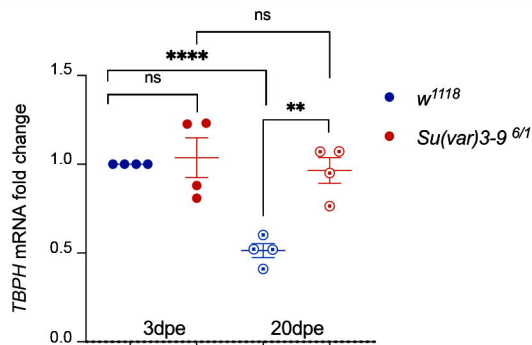 ns
****
ns
**
1.5
1.0
0.5
0.0
TBPH mRNA fold change
3dpe 20dpe
w1118
Su(var)3-9 6/1